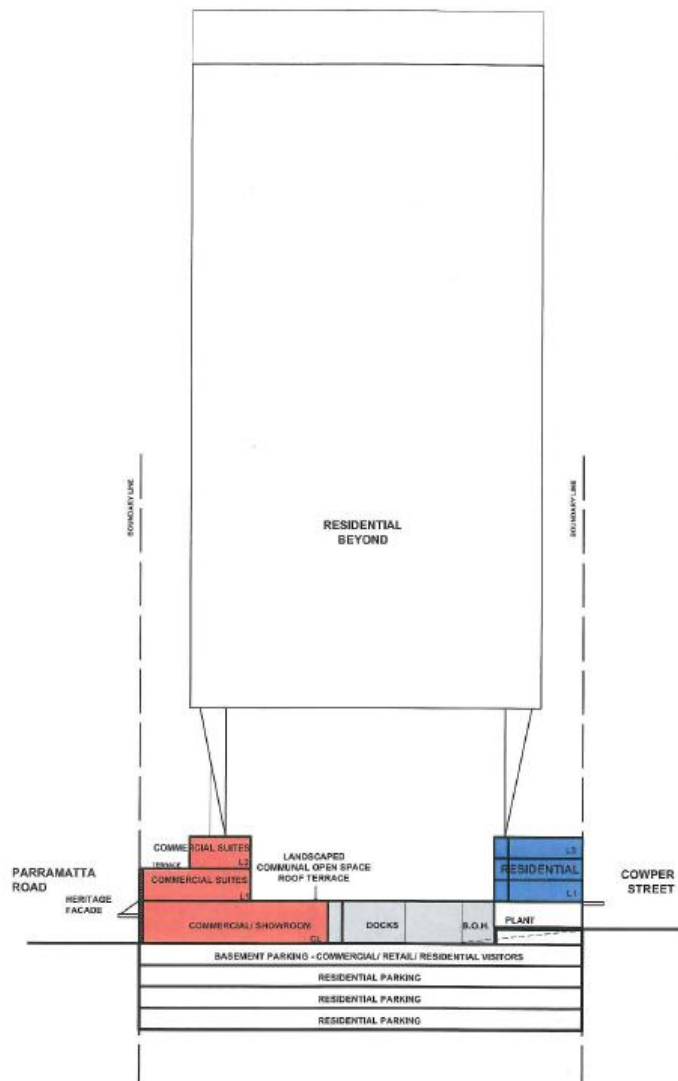 BOUNDARY LINE
BOUNDARY LINE
RESIDENTIAL
BEYOND
COMMERCIAL SUITES
L2
TERRACE
COMMERCIAL SUITES
L1
LANDSCAPED
COMMUNAL OPEN SPACE
ROOF TERRACE
L3
RESIDENTIAL
L1
PARRAMATTA
ROAD
COWPER
STREET
HERITAGE
FACADE
COMMERCIAL/ SHOWROOM
DOCKS
B.O.H.
PLANT
BASEMENT PARKING - COMMERCIAL/ RETAIL/ RESIDENTIAL VISITORS
RESIDENTIAL PARKING
RESIDENTIAL PARKING
RESIDENTIAL PARKING